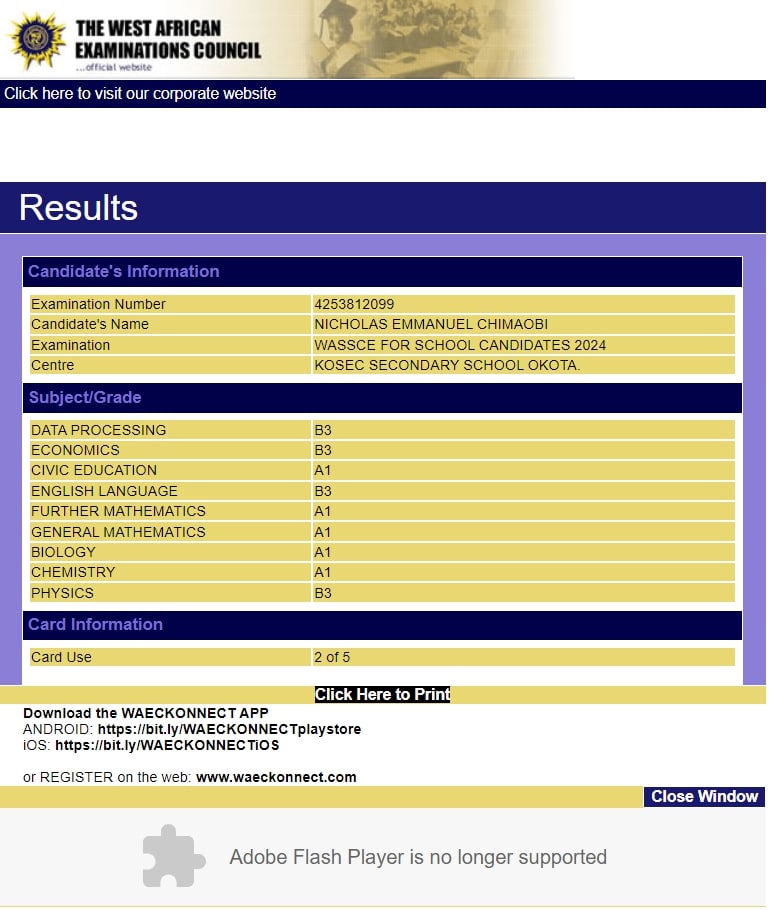 THE WEST AFRICAN
EXAMINATIONS COUNCIL
...official website
Click here to visit our corporate website
Results
Candidate's Information
Examination Number 4253812099
Candidate's Name NICHOLAS EMMANUEL CHIMAOBI
Examination WASSCE FOR SCHOOL CANDIDATES 2024
Centre KOSEC SECONDARY SCHOOL OKOTA.
Subject/Grade
DATA PROCESSING B3
ECONOMICS B3
CIVIC EDUCATION A1
ENGLISH LANGUAGE B3
FURTHER MATHEMATICS A1
GENERAL MATHEMATICS A1
BIOLOGY A1
CHEMISTRY A1
PHYSICS B3
Card Information
Card Use 2 of 5
Click Here to Print
Download the WAECKONNECT APP
ANDROID: https://bit.ly/WAECKONNECTplaystore
iOS: https://bit.ly/WAECKONNECTiOS
or REGISTER on the web: www.waeckonnect.com
Close Window
Adobe Flash Player is no longer supported